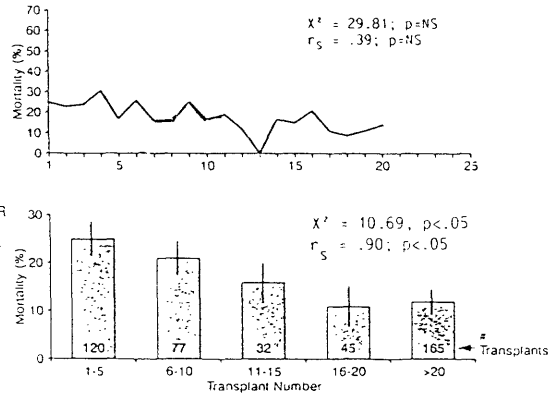 70
60
50
40
30
20
10
0
Mortality (%)
X² = 29.81; p=NS
rS = .39; p=NS
1 5 10 15 20 25
R
30
20
10
0
Mortality (%)
X² = 10.69, p<.05
rS = .90; p<.05
120 77 32 45 165
# Transplants
1-5 6-10 11-15 16-20 >20
Transplant Number